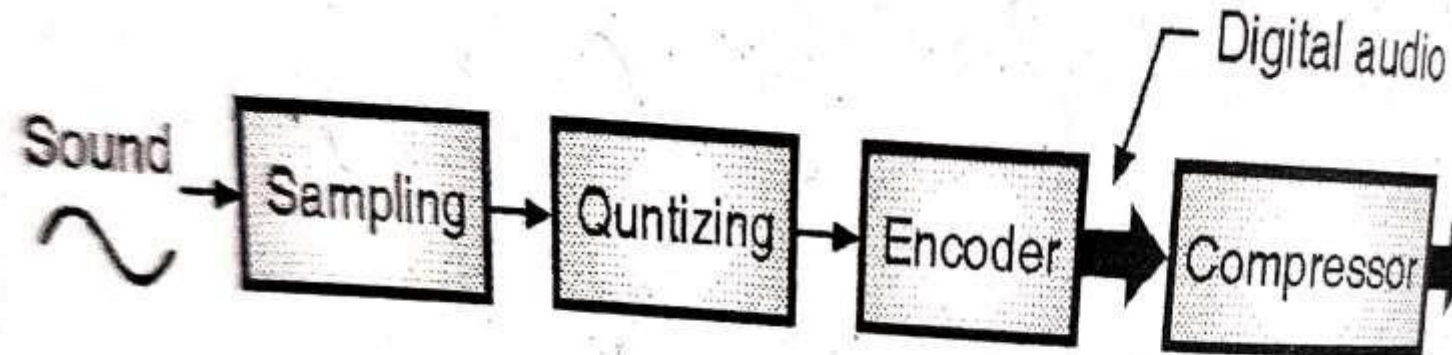 Digital audio
Sound
Sampling
Quntizing
Encoder
Compressor